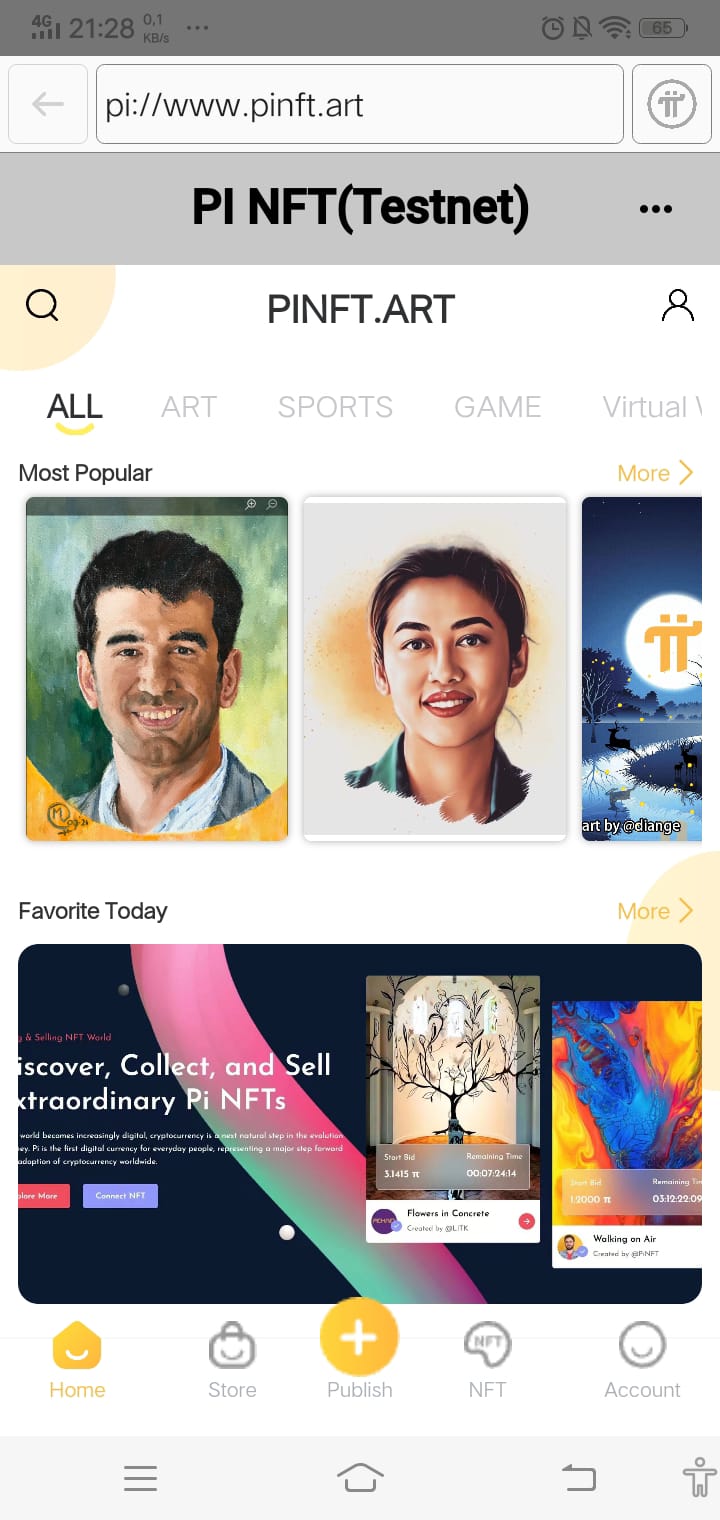 4G 21:28 0,1 KB/s ...
65
pi://www.pinft.art
PI NFT(Testnet)
PINFT.ART
ALL ART SPORTS GAME Virtual
Most Popular More
art by @diange
Favorite Today More
& Selling NFT World
iscover, Collect, and Sell
xtraordinary Pi NFTs
world becomes increasingly digital, cryptocurrency is a next natural step in the evolution
ey. Pi is the first digital currency for everyday people, representing a major step forward
adoption of cryptocurrency worldwide.
plore More Connect NFT
Start Bid Remaining Time
3.1415 π 00:07:24:14
Flowers in Concrete
Created by @LITK
Start Bid Remaining Tim
1.2000 π 03:12:22:09
Walking on Air
Created by @PiNFT
Home Store Publish NFT Account